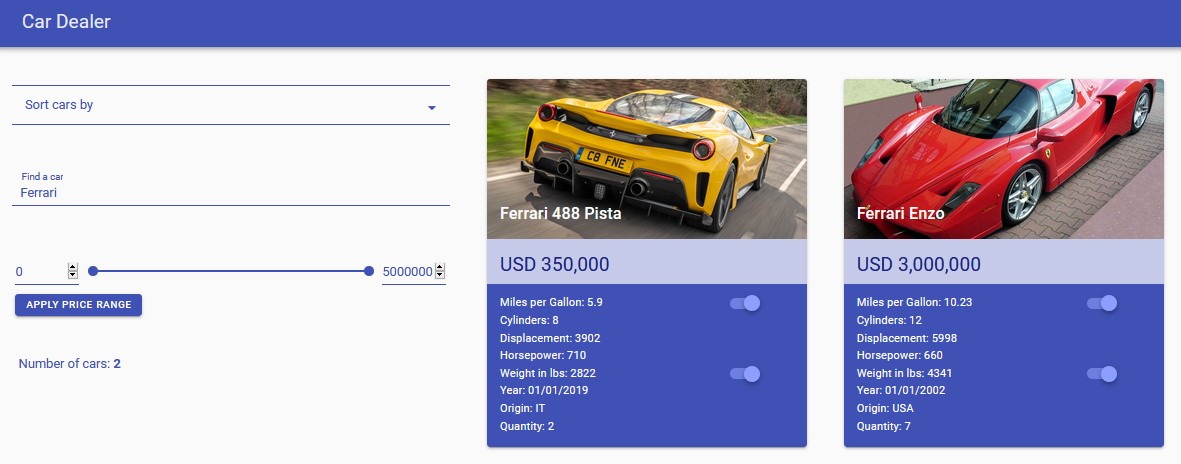 Car Dealer
Sort cars by
Find a car
Ferrari
0
5000000
APPLY PRICE RANGE
Number of cars: 2
C8 FNE
Ferrari 488 Pista
USD 350,000
Miles per Gallon: 5.9
Cylinders: 8
Displacement: 3902
Horsepower: 710
Weight in lbs: 2822
Year: 01/01/2019
Origin: IT
Quantity: 2
Ferrari Enzo
USD 3,000,000
Miles per Gallon: 10.23
Cylinders: 12
Displacement: 5998
Horsepower: 660
Weight in lbs: 4341
Year: 01/01/2002
Origin: USA
Quantity: 7